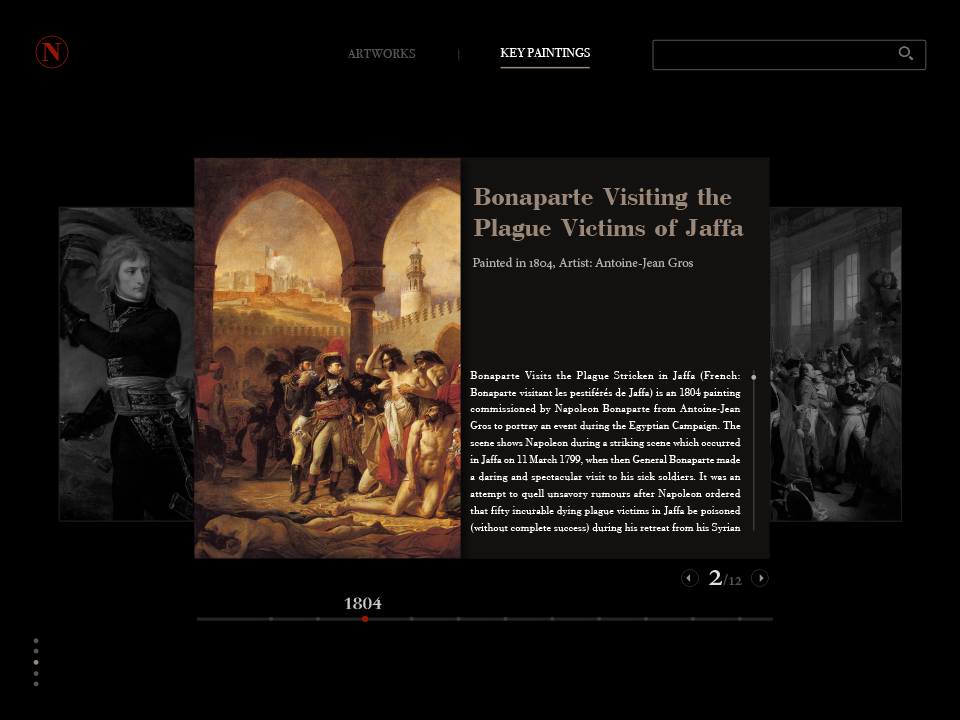 N
ARTWORKS | KEY PAINTINGS
Bonaparte Visiting the
Plague Victims of Jaffa
Painted in 1804, Artist: Antoine-Jean Gros
Bonaparte Visits the Plague Stricken in Jaffa (French:
Bonaparte visitant les pestiférés de Jaffa) is an 1804 painting
commissioned by Napoleon Bonaparte from Antoine-Jean
Gros to portray an event during the Egyptian Campaign. The
scene shows Napoleon during a striking scene which occurred
in Jaffa on 11 March 1799, when then General Bonaparte made
a daring and spectacular visit to his sick soldiers. It was an
attempt to quell unsavory rumours after Napoleon ordered
that fifty incurable dying plague victims in Jaffa be poisoned
(without complete success) during his retreat from his Syrian
2/12
1804